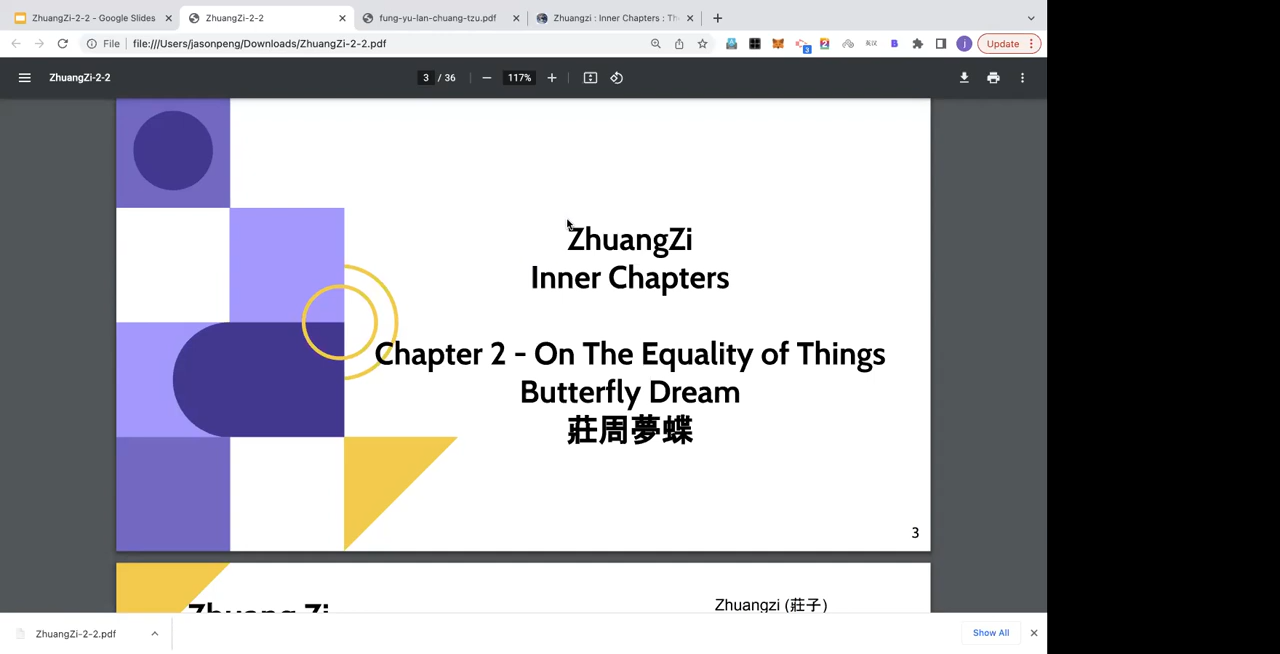 ZhuangZi-2-2 - Google Slides
ZhuangZi-2-2
fung-yu-lan-chuang-tzu.pdf
Zhuangzi : Inner Chapters : Th
File
file:///Users/jasonpeng/Downloads/ZhuangZi-2-2.pdf
Update
ZhuangZi-2-2
3 / 36
117%
ZhuangZi
Inner Chapters
Chapter 2 - On The Equality of Things
Butterfly Dream
莊周夢蝶
3
Zhuang Zi
Zhuangzi (莊子)
ZhuangZi-2-2.pdf
Show All